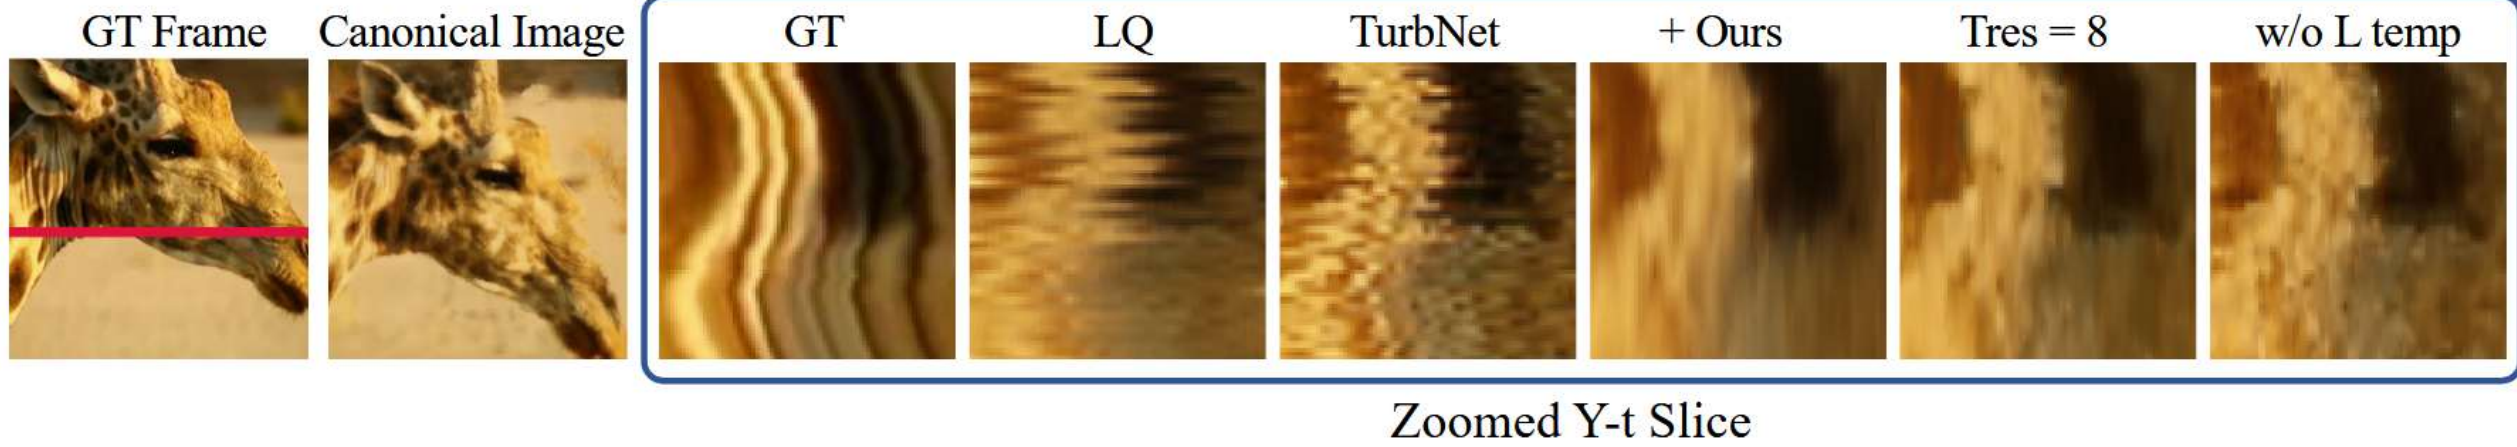 GT Frame
Canonical Image
GT
LQ
TurbNet
+ Ours
Tres = 8
w/o L temp
Zoomed Y-t Slice